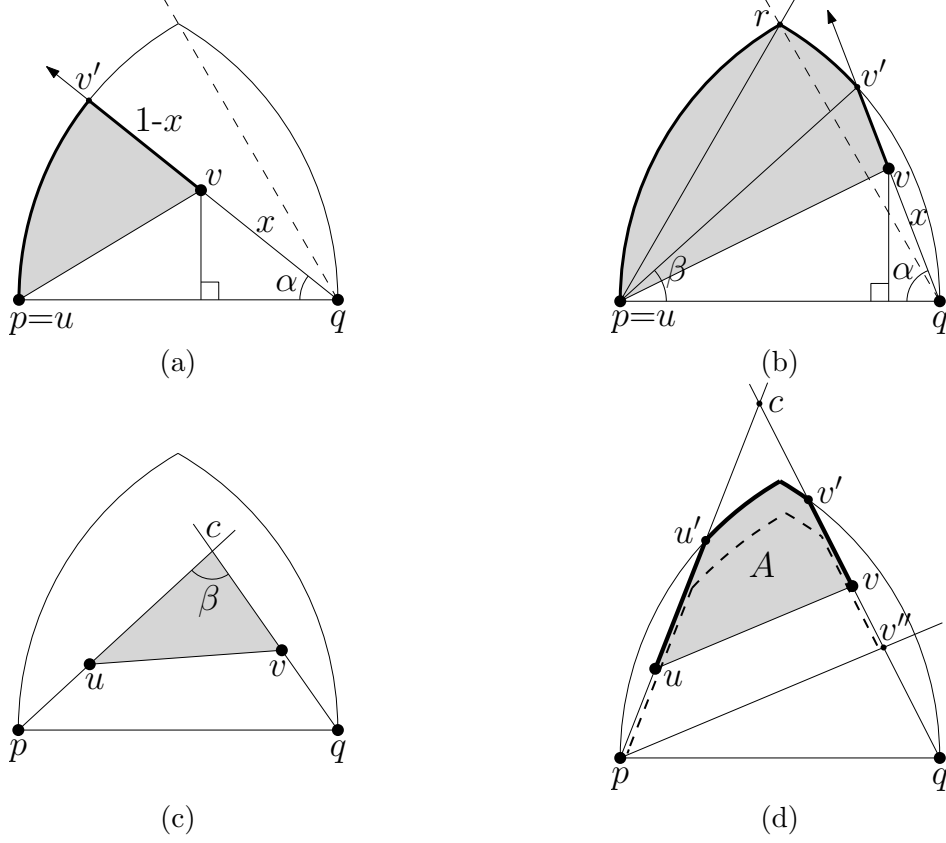 v′
1-x
v
x
α
p=u
q
(a)
r
v′
v
x
β
α
p=u
q
(b)
c
β
u
v
p
q
(c)
c
u′
v′
A
v
u
v″
p
q
(d)